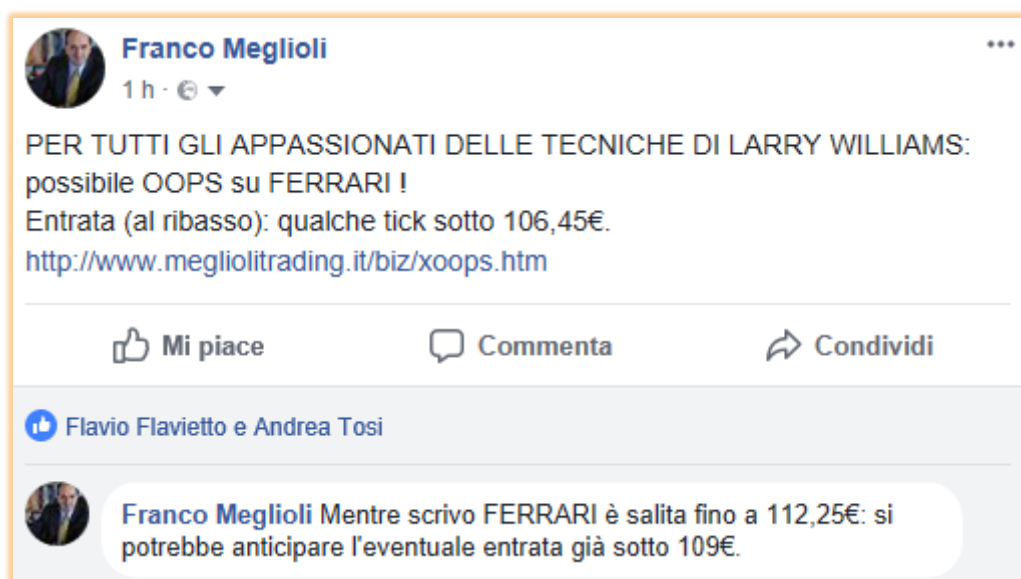 Franco Meglioli
1 h ·
PER TUTTI GLI APPASSIONATI DELLE TECNICHE DI LARRY WILLIAMS:
possibile OOPS su FERRARI !
Entrata (al ribasso): qualche tick sotto 106,45€.
http://www.megliolitrading.it/biz/xoops.htm
Mi piace Commenta Condividi
Flavio Flavietto e Andrea Tosi
Franco Meglioli Mentre scrivo FERRARI è salita fino a 112,25€: si
potrebbe anticipare l'eventuale entrata già sotto 109€.